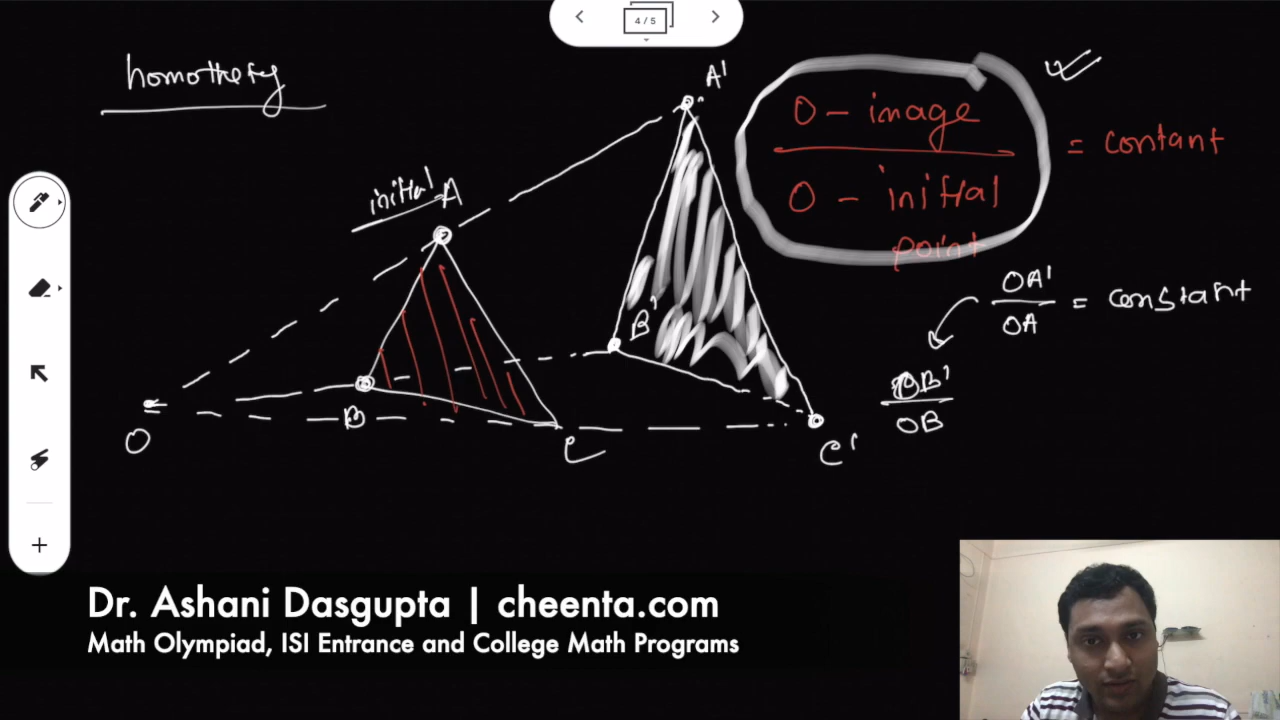 4 / 5
homothety
A'
O - image
O - initial
point
= contant
initial A
OA'
OA
= constant
B'
OB'
OB
O
B
C
C'
Dr. Ashani Dasgupta | cheenta.com
Math Olympiad, ISI Entrance and College Math Programs